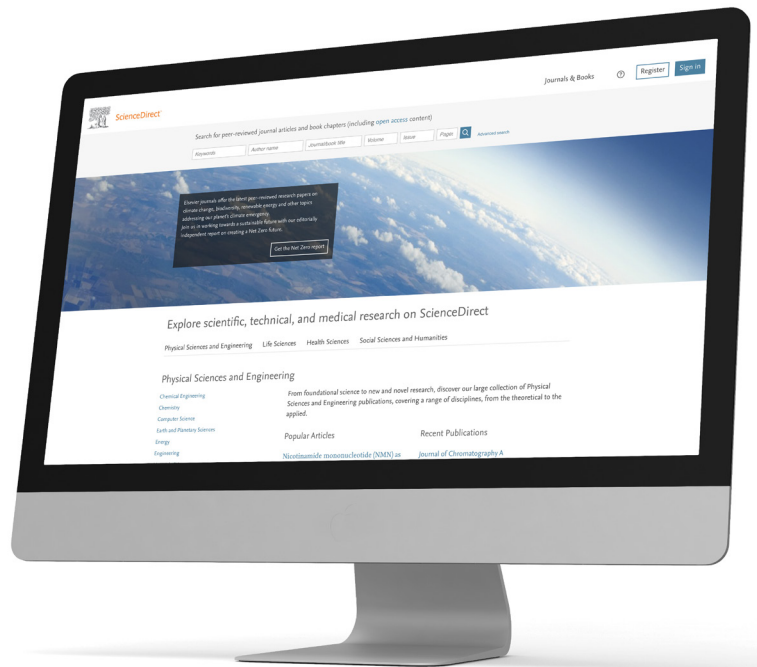 ScienceDirect
Journals & Books
?
Register
Sign in
Search for peer-reviewed journal articles and book chapters (including open access content)
Keywords
Author name
Journal/book title
Volume
Issue
Pages
Advanced search
Elsevier journals offer the latest peer-reviewed research papers on
climate change, biodiversity, renewable energy and other topics
addressing our planet's climate emergency.
Join us in working towards a sustainable future with our editorially
independent report on creating a Net Zero future.
Get the Net Zero report
Explore scientific, technical, and medical research on ScienceDirect
Physical Sciences and Engineering
Life Sciences
Health Sciences
Social Sciences and Humanities
Physical Sciences and Engineering
Chemical Engineering
Chemistry
Computer Science
Earth and Planetary Sciences
Energy
Engineering
From foundational science to new and novel research, discover our large collection of Physical
Sciences and Engineering publications, covering a range of disciplines, from the theoretical to the
applied.
Popular Articles
Nicotinamide mononucleotide (NMN) as
Recent Publications
Journal of Chromatography A